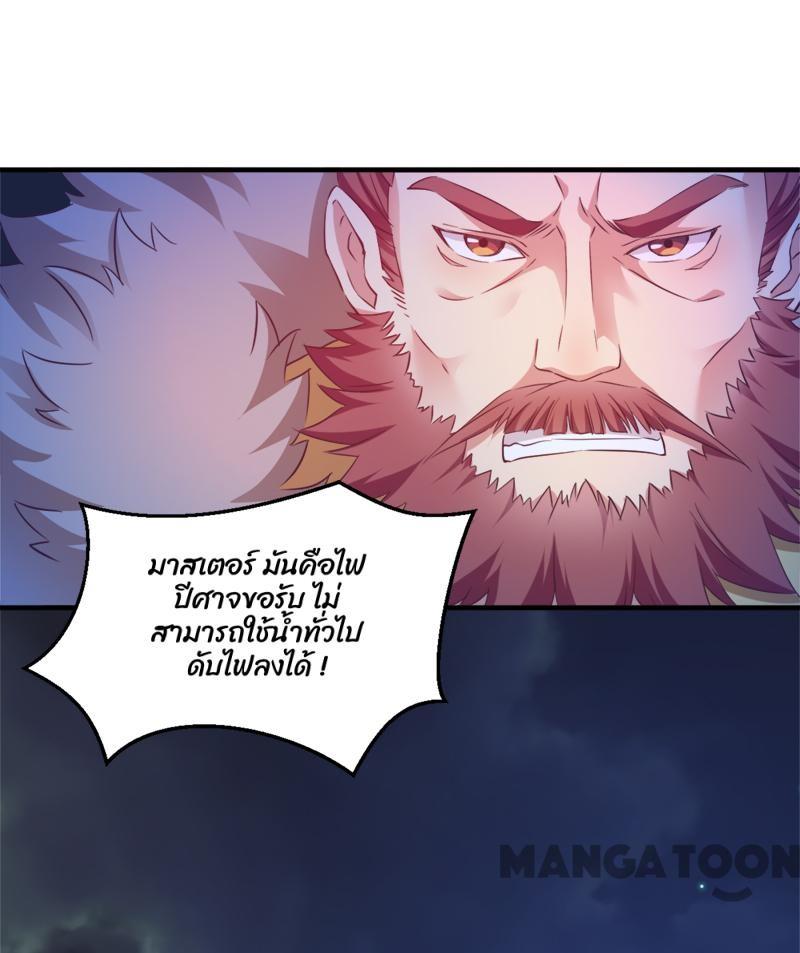 มาสเตอร์ มันคือไฟ
ปีศาจขอรับ ไม่
สามารถใช้น้ำทั่วไป
ดับไฟลงได้ !
MANGATOON